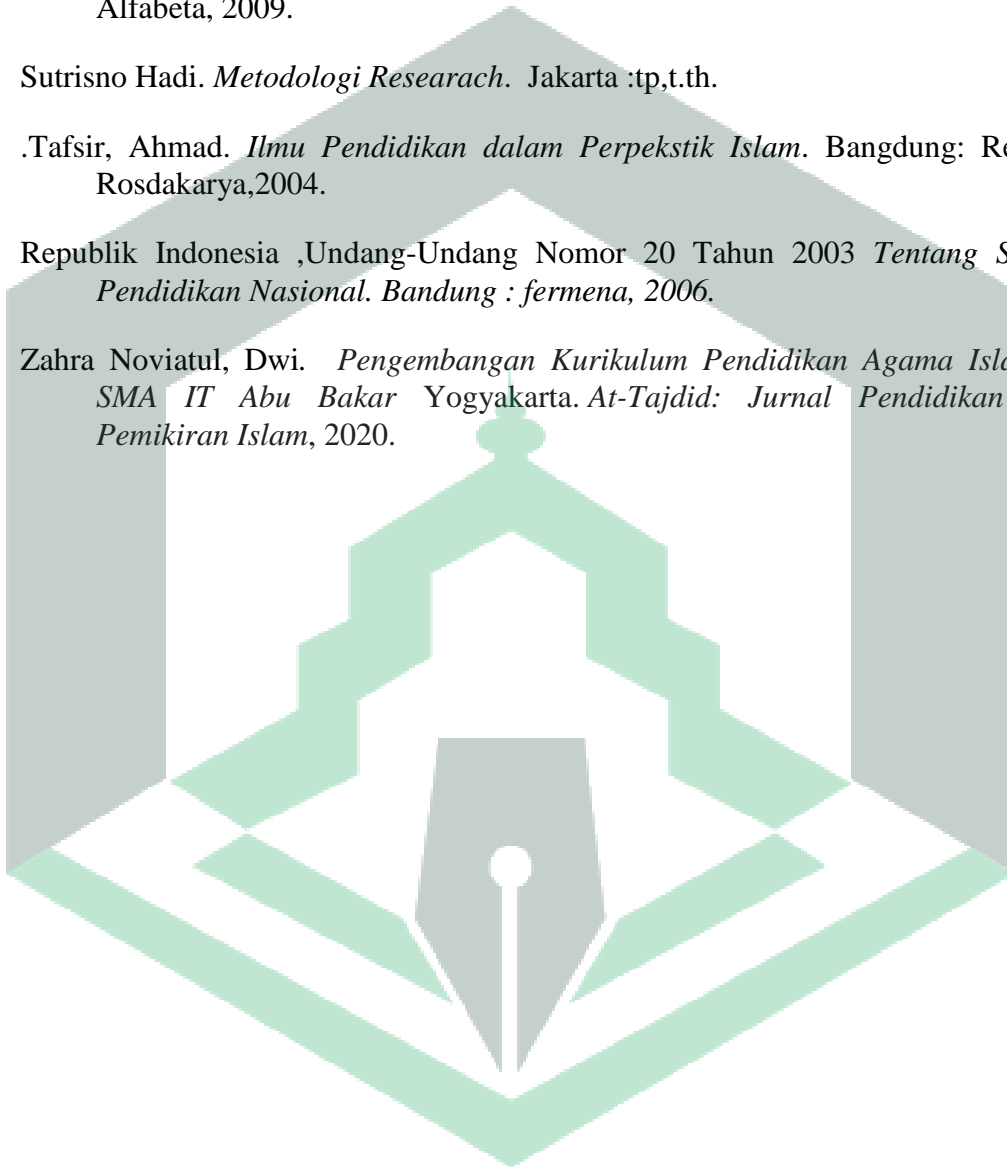 Alfabeta, 2009.
Sutrisno Hadi. Metodologi Researach. Jakarta :tp,t.th.
.Tafsir, Ahmad. Ilmu Pendidikan dalam Perpekstik Islam. Bangdung:
Rosdakarya,2004.
Republik Indonesia ,Undang-Undang Nomor 20 Tahun 2003 Tentang
Pendidikan Nasional. Bandung : fermena, 2006.
Zahra Noviatul, Dwi. Pengembangan Kurikulum Pendidikan Agama
SMA IT Abu Bakar Yogyakarta. At-Tajdid: Jurnal Pendidikan
Pemikiran Islam, 2020.